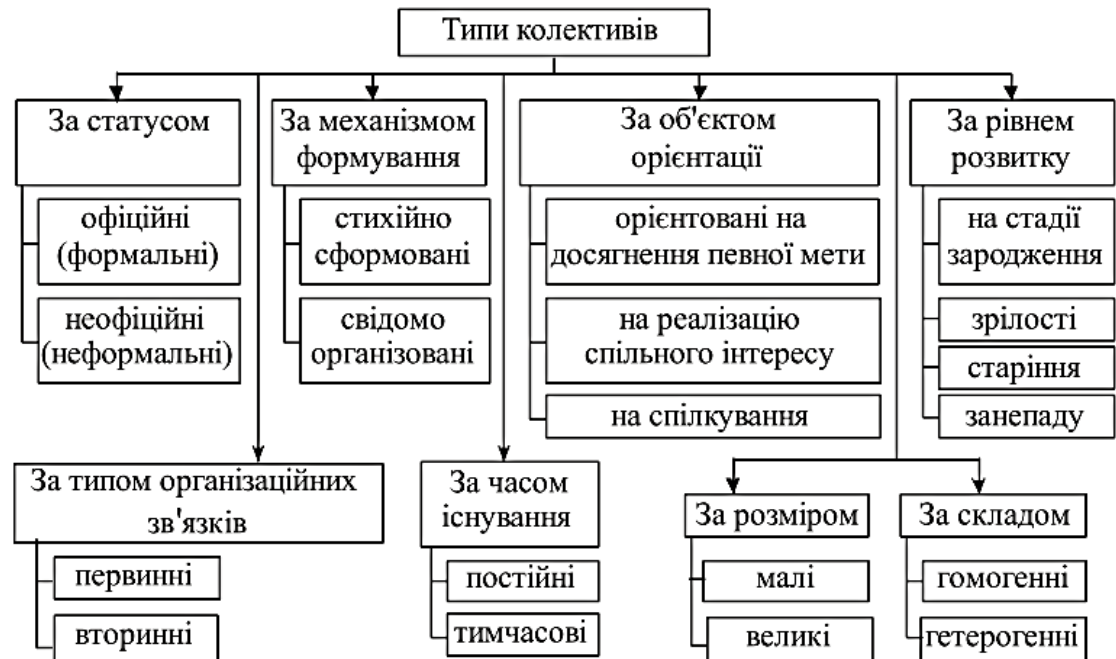 Типи колективів
За статусом
офіційні
(формальні)
неофіційні
(неформальні)
За механізмом
формування
стихійно
сформовані
свідомо
організовані
За об'єктом
орієнтації
орієнтовані на
досягнення певної мети
на реалізацію
спільного інтересу
на спілкування
За рівнем
розвитку
на стадії
зародження
зрілості
старіння
занепаду
За типом організаційних
зв'язків
первинні
вторинні
За часом
існування
постійні
тимчасові
За розміром
малі
великі
За складом
гомогенні
гетерогенні